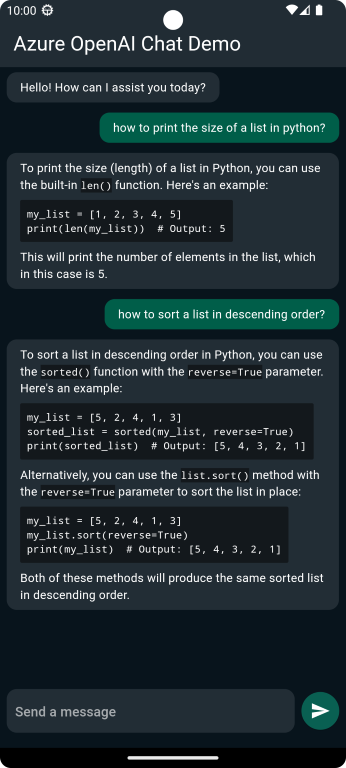 10:00
Azure OpenAI Chat Demo
Hello! How can I assist you today?
how to print the size of a list in python?
To print the size (length) of a list in Python, you can use
the built-in len() function. Here's an example:
my_list = [1, 2, 3, 4, 5]
print(len(my_list))  # Output: 5
This will print the number of elements in the list, which
in this case is 5.
how to sort a list in descending order?
To sort a list in descending order in Python, you can use
the sorted() function with the reverse=True parameter.
Here's an example:
my_list = [5, 2, 4, 1, 3]
sorted_list = sorted(my_list, reverse=True)
print(sorted_list)  # Output: [5, 4, 3, 2, 1]
Alternatively, you can use the list.sort() method with
the reverse=True parameter to sort the list in place:
my_list = [5, 2, 4, 1, 3]
my_list.sort(reverse=True)
print(my_list)  # Output: [5, 4, 3, 2, 1]
Both of these methods will produce the same sorted list
in descending order.
Send a message